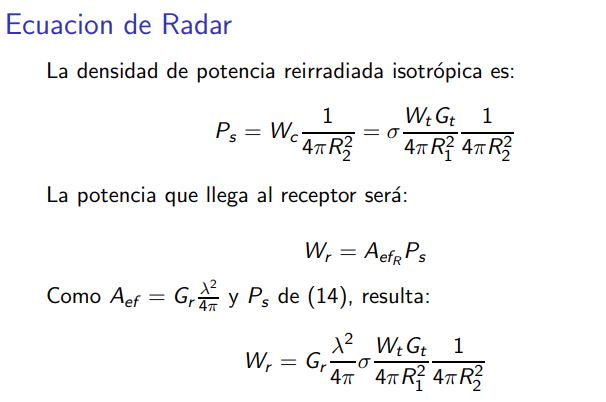 Ecuacion de Radar
La densidad de potencia reirradiada isotrópica es:
P_s = W_c \frac{1}{4\pi R_2^2} = \sigma \frac{W_t G_t}{4\pi R_1^2} \frac{1}{4\pi R_2^2}
La potencia que llega al receptor será:
W_r = A_{ef_R} P_s
Como A_{ef} = G_r \frac{\lambda^2}{4\pi} y P_s de (14), resulta:
W_r = G_r \frac{\lambda^2}{4\pi} \sigma \frac{W_t G_t}{4\pi R_1^2} \frac{1}{4\pi R_2^2}